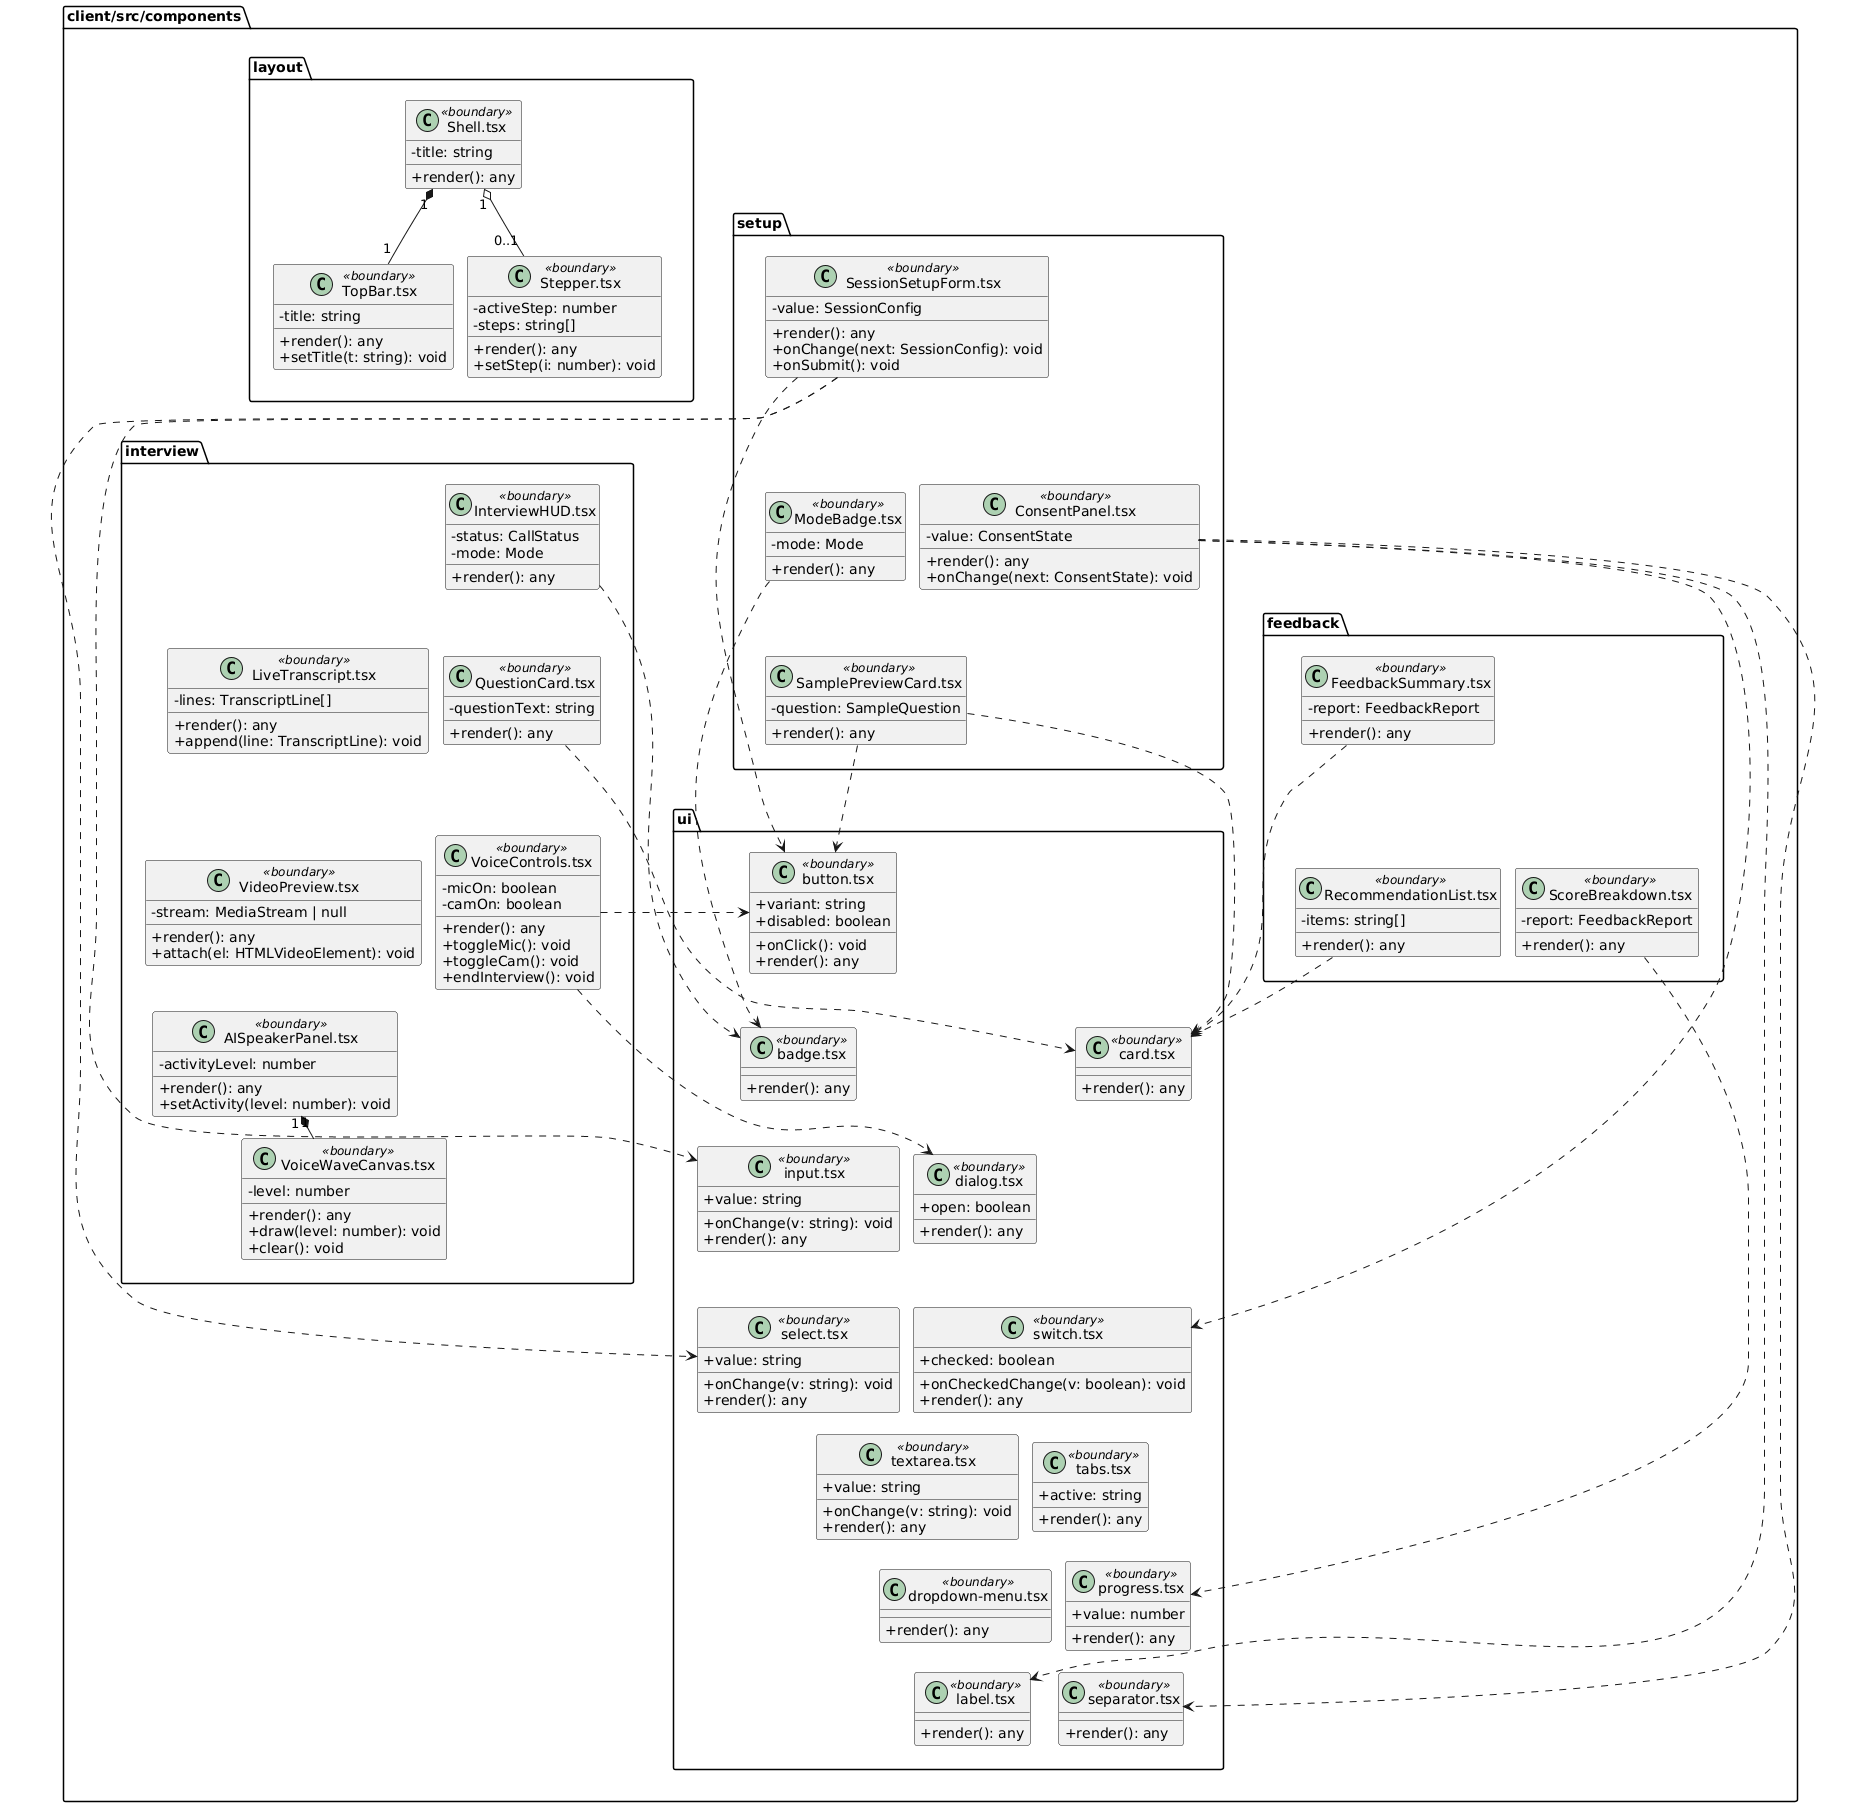 client/src/components
layout
C
«boundary»
Shell.tsx
-title: string
+render(): any
1
1
1
0..1
C
«boundary»
TopBar.tsx
-title: string
+render(): any
+setTitle(t: string): void
C
«boundary»
Stepper.tsx
-activeStep: number
-steps: string[]
+render(): any
+setStep(i: number): void
setup
C
«boundary»
SessionSetupForm.tsx
-value: SessionConfig
+render(): any
+onChange(next: SessionConfig): void
+onSubmit(): void
C
«boundary»
ModeBadge.tsx
-mode: Mode
+render(): any
C
«boundary»
ConsentPanel.tsx
-value: ConsentState
+render(): any
+onChange(next: ConsentState): void
C
«boundary»
SamplePreviewCard.tsx
-question: SampleQuestion
+render(): any
interview
C
«boundary»
InterviewHUD.tsx
-status: CallStatus
-mode: Mode
+render(): any
C
«boundary»
LiveTranscript.tsx
-lines: TranscriptLine[]
+render(): any
+append(line: TranscriptLine): void
C
«boundary»
QuestionCard.tsx
-questionText: string
+render(): any
C
«boundary»
VideoPreview.tsx
-stream: MediaStream | null
+render(): any
+attach(el: HTMLVideoElement): void
C
«boundary»
VoiceControls.tsx
-micOn: boolean
-camOn: boolean
+render(): any
+toggleMic(): void
+toggleCam(): void
+endInterview(): void
C
«boundary»
AISpeakerPanel.tsx
-activityLevel: number
+render(): any
+setActivity(level: number): void
1
C
«boundary»
VoiceWaveCanvas.tsx
-level: number
+render(): any
+draw(level: number): void
+clear(): void
feedback
C
«boundary»
FeedbackSummary.tsx
-report: FeedbackReport
+render(): any
C
«boundary»
RecommendationList.tsx
-items: string[]
+render(): any
C
«boundary»
ScoreBreakdown.tsx
-report: FeedbackReport
+render(): any
ui
C
«boundary»
button.tsx
+variant: string
+disabled: boolean
+onClick(): void
+render(): any
C
«boundary»
badge.tsx
+render(): any
C
«boundary»
card.tsx
+render(): any
C
«boundary»
input.tsx
+value: string
+onChange(v: string): void
+render(): any
C
«boundary»
dialog.tsx
+open: boolean
+render(): any
C
«boundary»
select.tsx
+value: string
+onChange(v: string): void
+render(): any
C
«boundary»
switch.tsx
+checked: boolean
+onCheckedChange(v: boolean): void
+render(): any
C
«boundary»
textarea.tsx
+value: string
+onChange(v: string): void
+render(): any
C
«boundary»
tabs.tsx
+active: string
+render(): any
C
«boundary»
dropdown-menu.tsx
+render(): any
C
«boundary»
progress.tsx
+value: number
+render(): any
C
«boundary»
label.tsx
+render(): any
C
«boundary»
separator.tsx
+render(): any